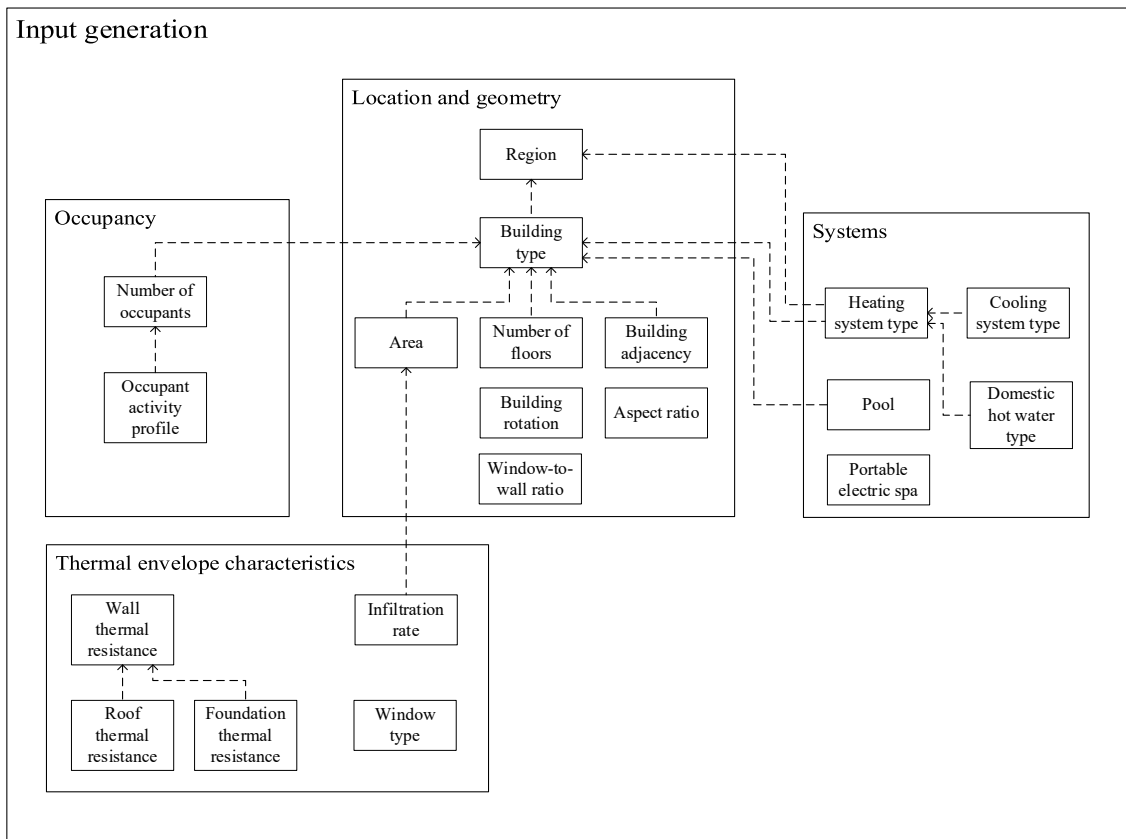 Input generation
Location and geometry
Region
Building
type
Area
Number of
floors
Building
adjacency
Building
rotation
Aspect ratio
Window-to-
wall ratio
Occupancy
Number of
occupants
Occupant
activity
profile
Systems
Heating
system type
Cooling
system type
Pool
Domestic
hot water
type
Portable
electric spa
Thermal envelope characteristics
Wall
thermal
resistance
Infiltration
rate
Roof
thermal
resistance
Foundation
thermal
resistance
Window
type